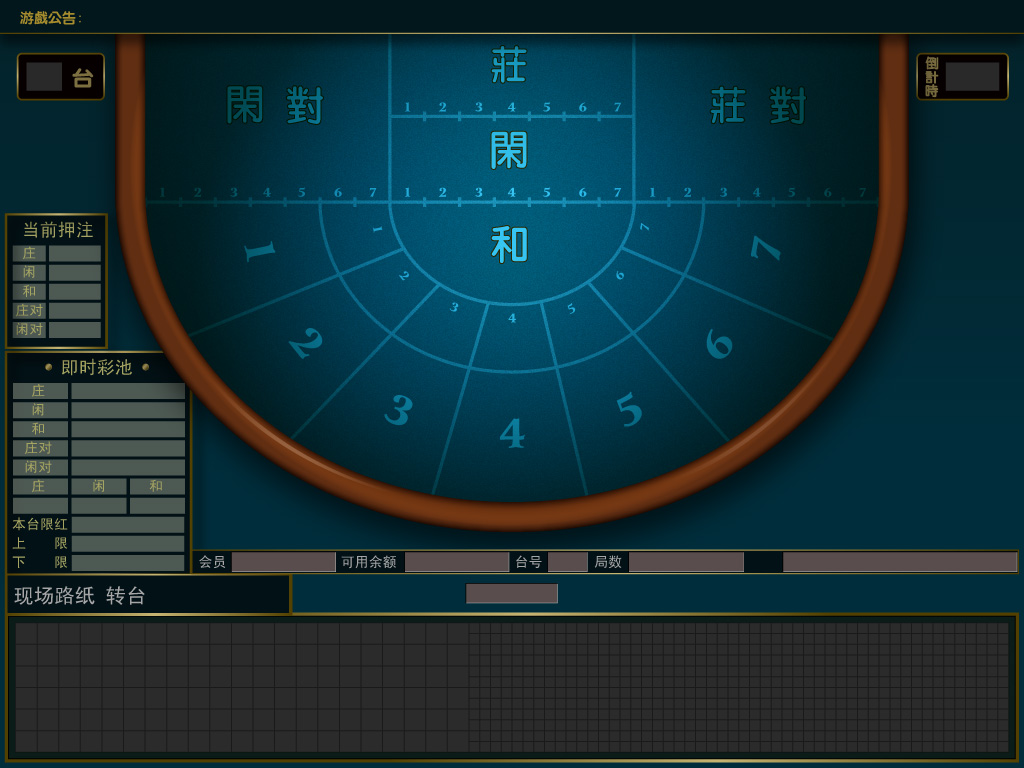 游戲公告：
台
倒計時
莊
1 2 3 4 5 6 7
閑對
閑
莊對
1 2 3 4 5 6 7
1 2 3 4 5 6 7
1 2 3 4 5 6 7
和
1 2 3 4 5 6 7
1 2 3 4 5 6 7
当前押注
庄
闲
和
庄对
闲对
即时彩池
庄
闲
和
庄对
闲对
庄 闲 和
本台限红
上 限
下 限
会员 可用余额 台号 局数
现场路纸 转台